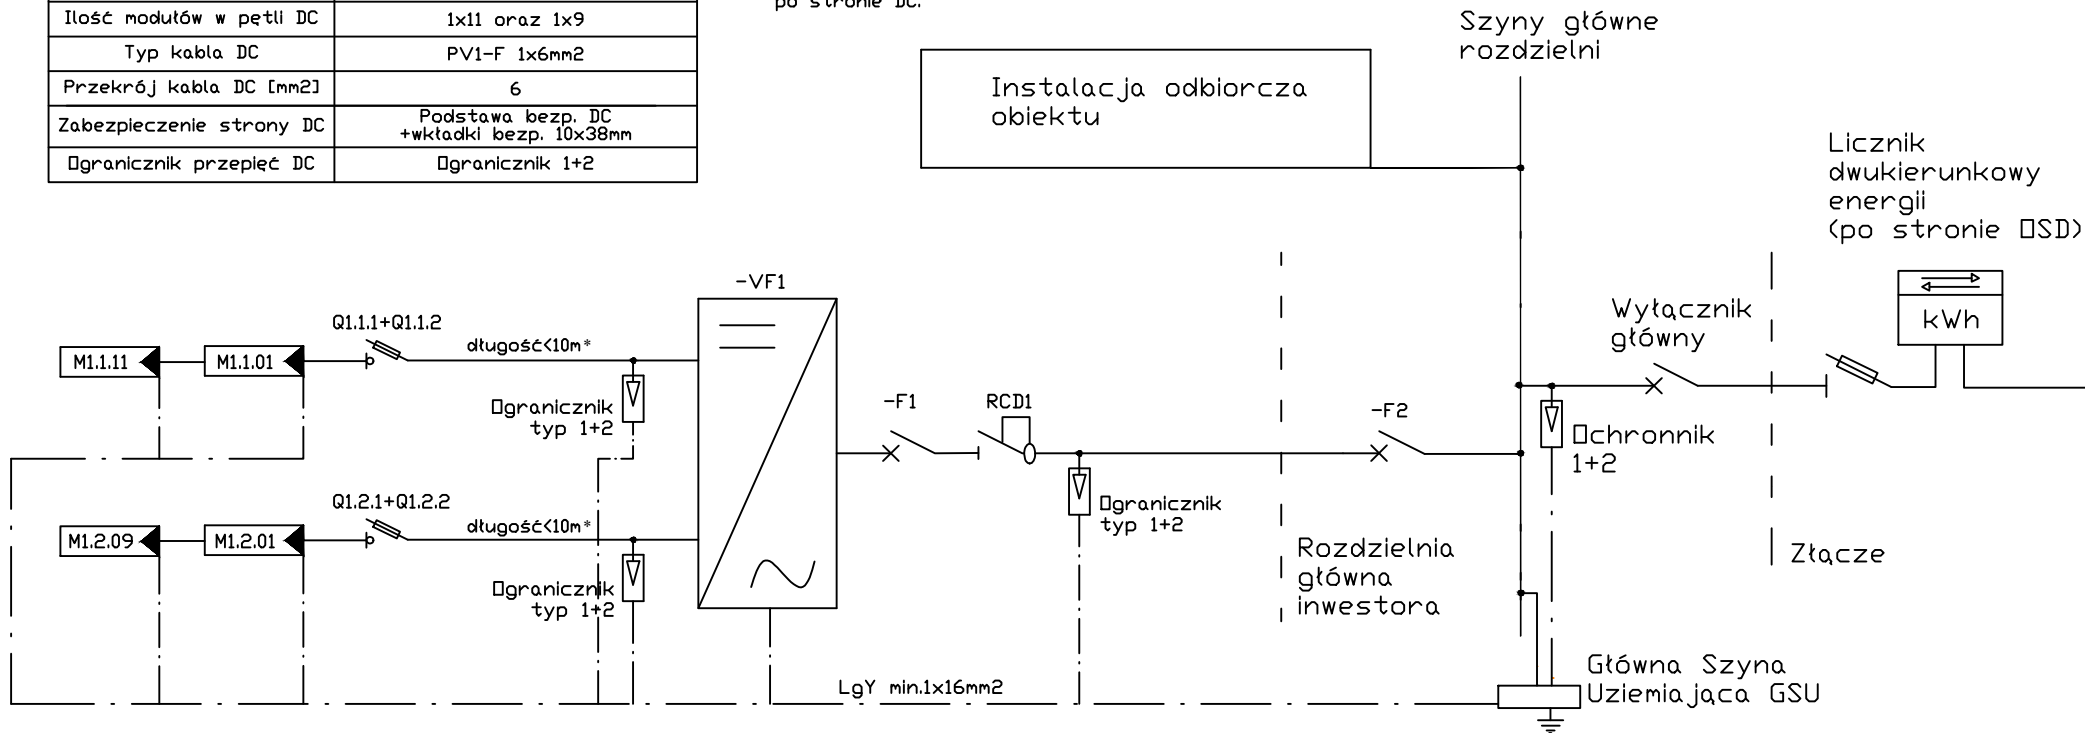 po stronie DC.
Ilość modułów w pętli DC
1x11 oraz 1x9
Typ kabla DC
PV1-F 1x6mm2
Przekrój kabla DC [mm2]
6
Zabezpieczenie strony DC
Podstawa bezp. DC
+wkładki bezp. 10x38mm
Ogranicznik przepięć DC
Ogranicznik 1+2
Instalacja odbiorcza
obiektu
Szyny główne
rozdzielni
Licznik
dwukierunkowy
energii
(po stronie OSD)
kWh
Wyłącznik
główny
-VF1
Q1.1.1+Q1.1.2
M1.1.11
M1.1.01
długość<10m*
Ogranicznik
typ 1+2
-F1
RCD1
-F2
Ochronnik
1+2
Q1.2.1+Q1.2.2
M1.2.09
M1.2.01
długość<10m*
Ogranicznik
typ 1+2
Ogranicznik
typ 1+2
Rozdzielnia
główna
inwestora
Złącze
LgY min.1x16mm2
Główna Szyna
Uziemiająca GSU